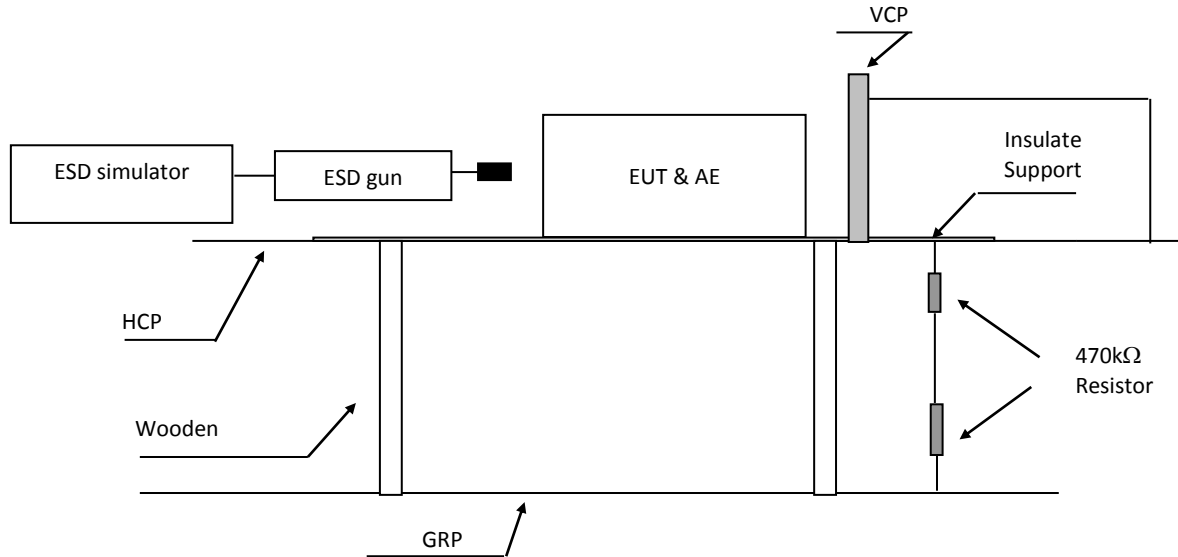 VCP
ESD simulator
ESD gun
EUT & AE
Insulate
Support
HCP
470kΩ
Resistor
Wooden
GRP